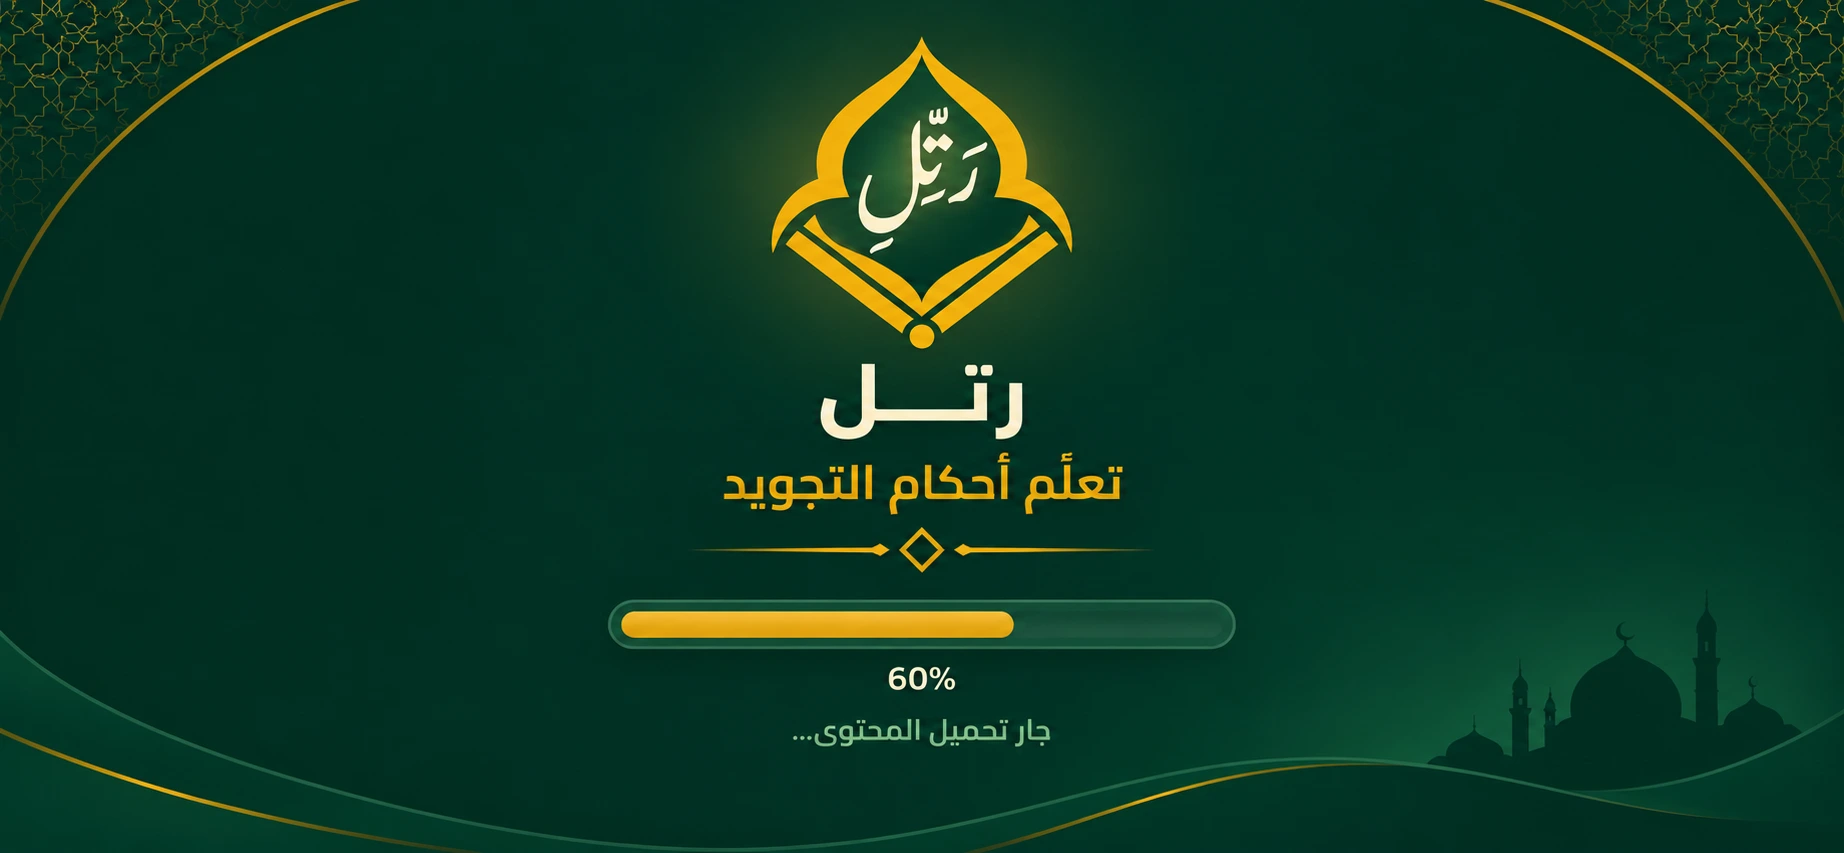 رَتِّلِ
رتـــل
تعلَّم أحكام التجويد
60%
جار تحميل المحتوى...